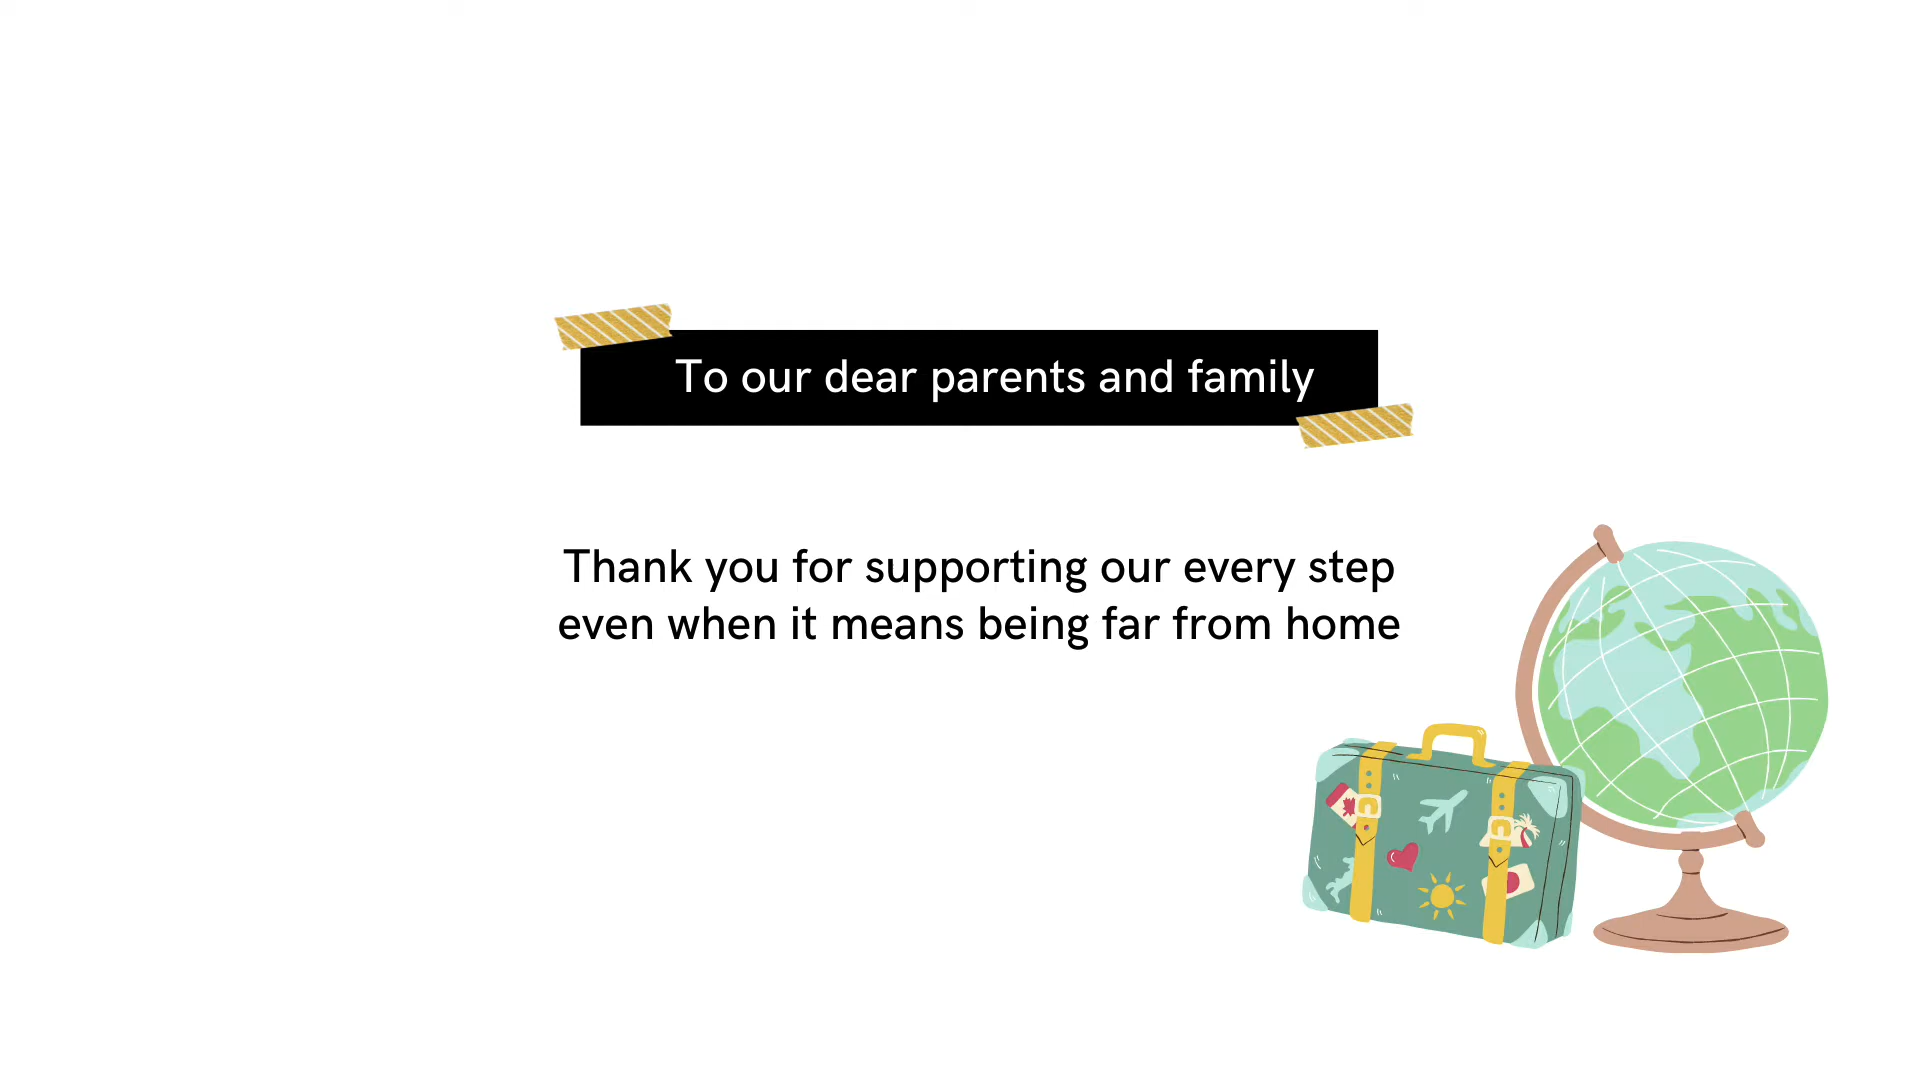 To our dear parents and family
Thank you for supporting our every step
even when it means being far from home